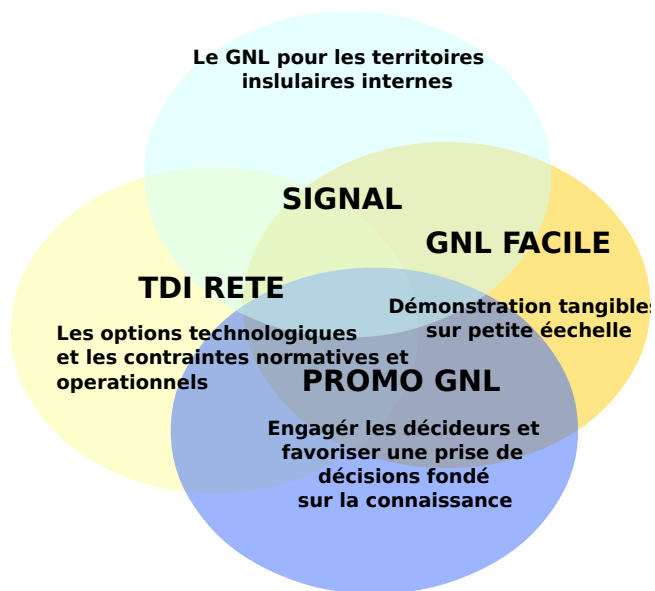 Le GNL pour les territoires
inslulaires internes
SIGNAL
GNL FACILE
TDI RETE
Démonstration tangibles
sur petite éechelle
Les options technologiques
et les contraintes normatives et
operationnels
PROMO GNL
Engagér les décideurs et
favoriser une prise de
décisions fondé
sur la connaissance